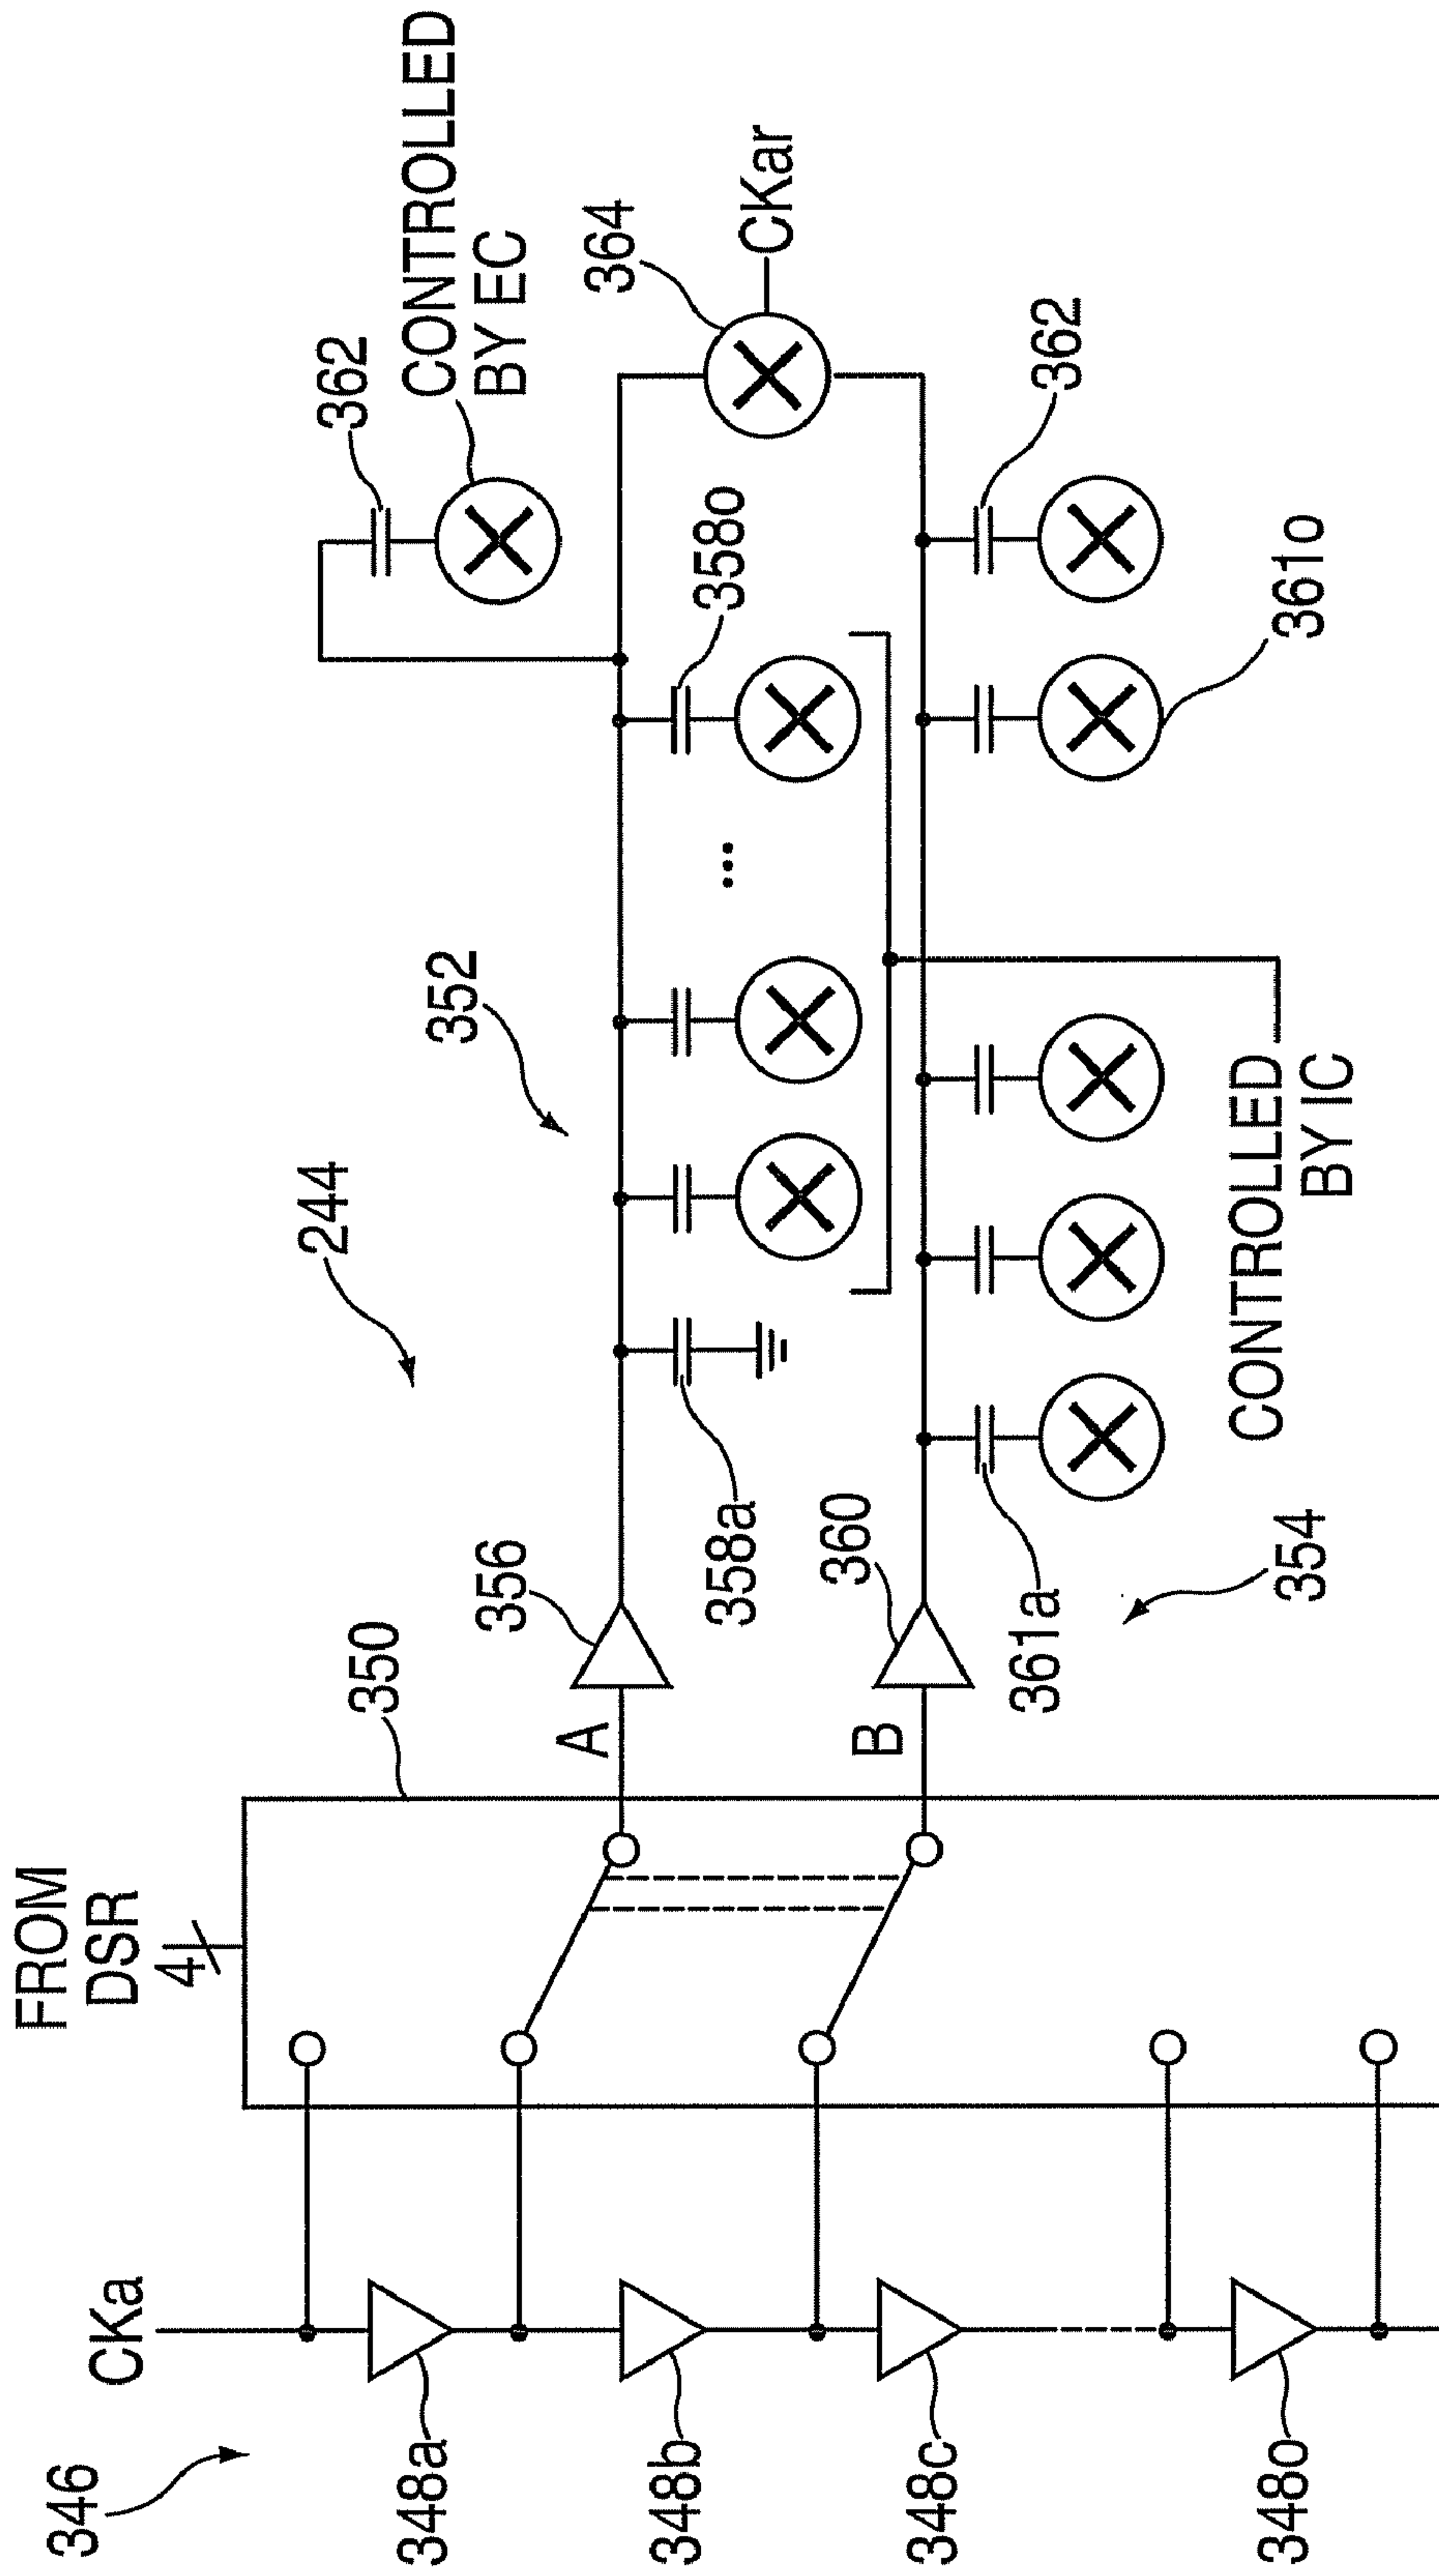 346
CKa
348a
348b
348c
348o
FROM
DSR
4
350
A
B
356
360
244
352
358a
358o
...
361a
354
CONTROLLED
BY IC
361o
362
CONTROLLED
BY EC
364
CKar
362